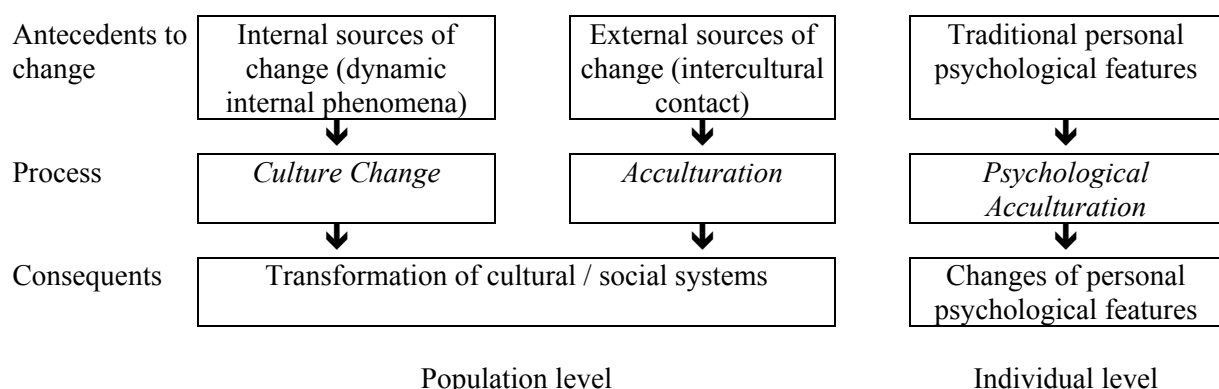 Antecedents to
change
Internal sources of
change (dynamic
internal phenomena)
External sources of
change (intercultural
contact)
Traditional personal
psychological features
Process
Culture Change
Acculturation
Psychological
Acculturation
Consequents
Transformation of cultural / social systems
Changes of personal
psychological features
Population level
Individual level